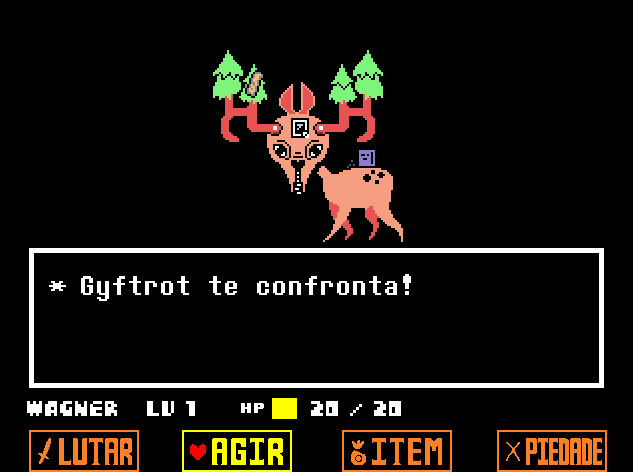 * Gyftrot te confronta!
WAGNER LV 1 HP 20 / 20
LUTAR AGIR ITEM PIEDADE